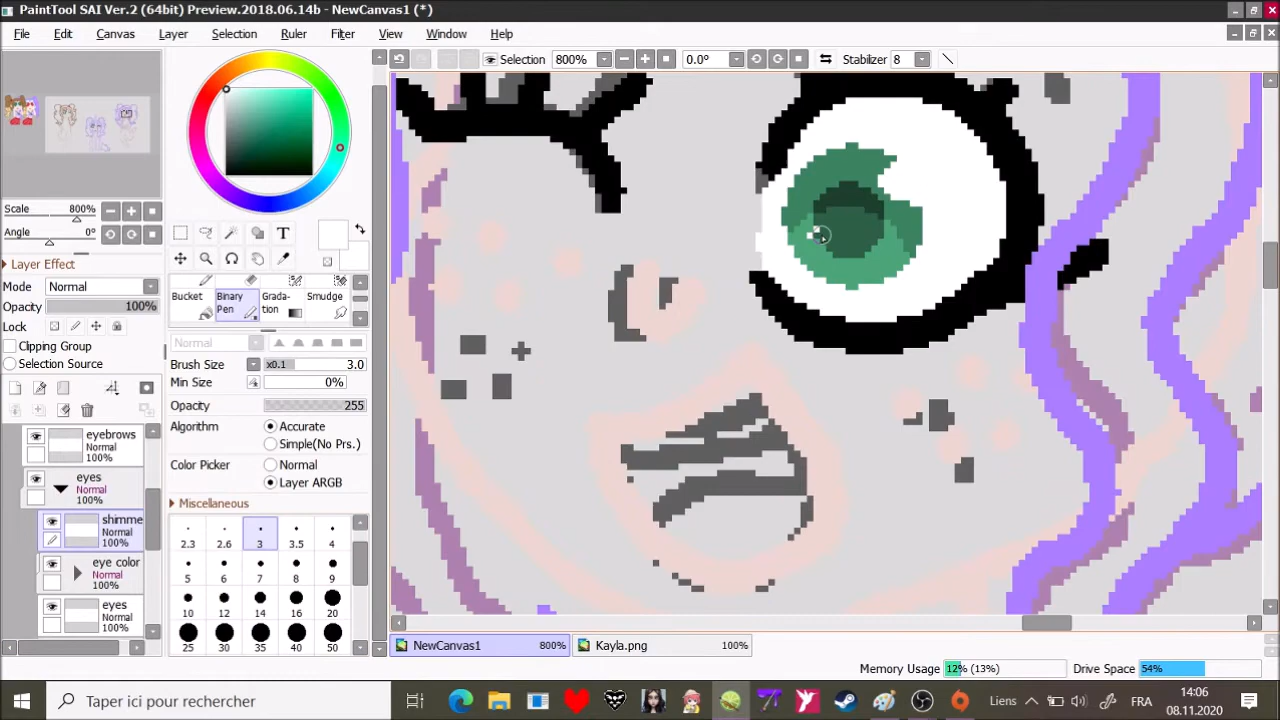 PaintTool SAI Ver.2 (64bit) Preview.2018.06.14b - NewCanvas1 (*)
File Edit Canvas Layer Selection Ruler Filter View Window Help
Selection 800% 0.0º Stabilizer 8
Scale 800%
Angle 0º
Layer Effect
Mode Normal
Opacity 100%
Lock
Clipping Group
Selection Source
eyebrows
Normal
100%
eyes
Normal
100%
shimme
Normal
100%
eye color
Normal
100%
eyes
Normal
100%
T
Bucket
Binary
Pen
Grada-
tion
Smudge
Normal
Brush Size x0.1 3.0
Min Size 0%
Opacity 255
Algorithm Accurate
Simple(No Prs.)
Color Picker Normal
Layer ARGB
Miscellaneous
2.3 2.6 3 3.5 4
5 6 7 8 9
10 12 14 16 20
25 30 35 40 50
NewCanvas1 800% Kayla.png 100%
Memory Usage 12% (13%) Drive Space 54%
Taper ici pour rechercher
Liens FRA
14:06
08.11.2020